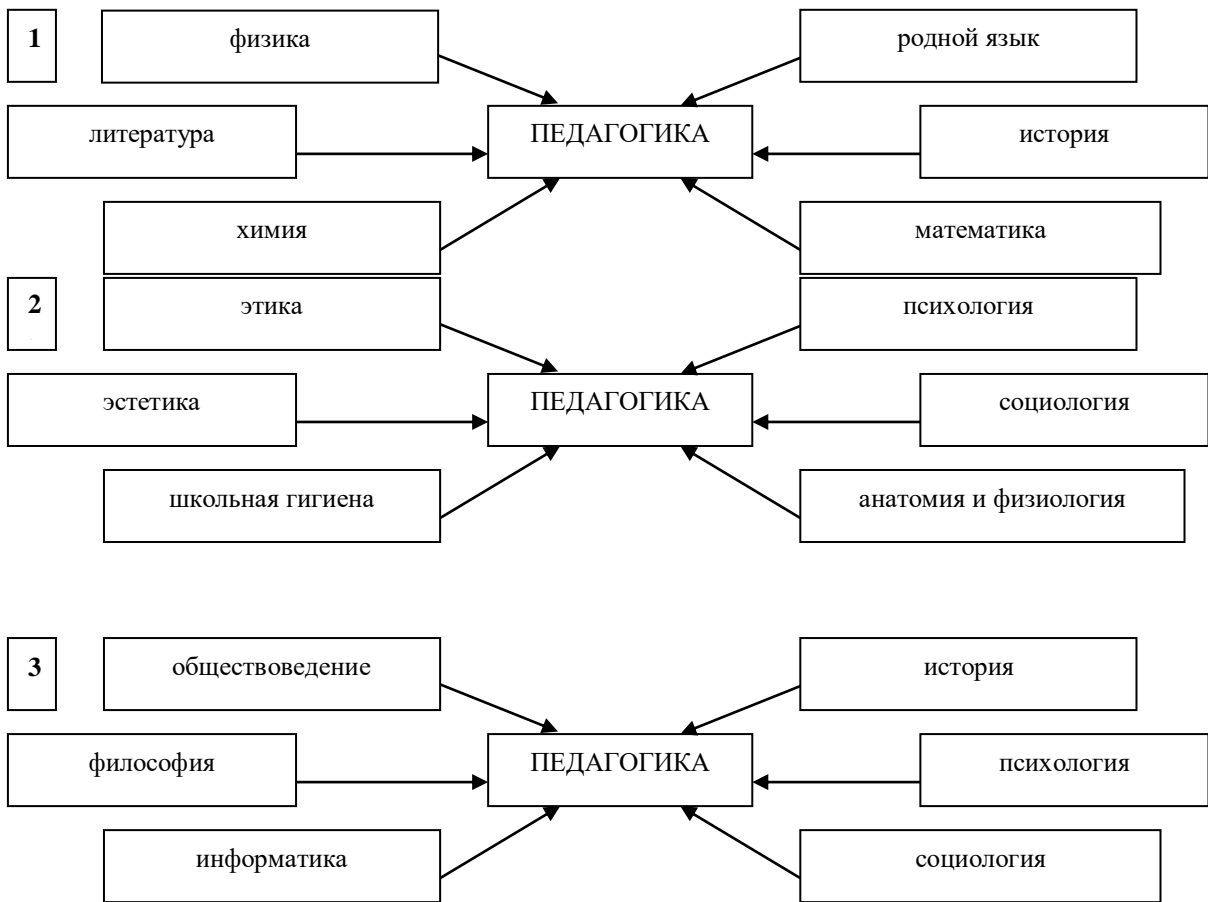 1 физика родной язык
литература ПЕДАГОГИКА история
химия математика
2 этика психология
эстетика ПЕДАГОГИКА социология
школьная гигиена анатомия и физиология
3 обществоведение история
философия ПЕДАГОГИКА психология
информатика социология